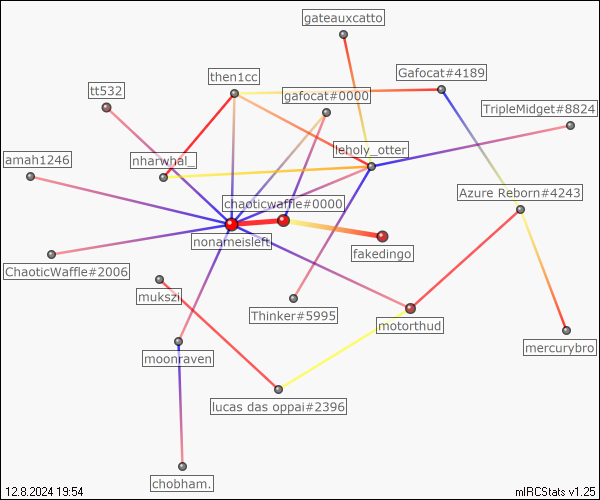 gateauxcatto
then1cc
Gafocat#4189
tt532
gafocat#0000
TripleMidget#8824
leholy_otter
amah1246
nharwhal_
Azure Reborn#4243
chaoticwaffle#0000
nonameisleft
fakedingo
ChaoticWaffle#2006
mukszi
Thinker#5995
motorthud
mercurybro
moonraven
lucas das oppai#2396
chobham.
12.8.2024 19:54
mIRCStats v1.25